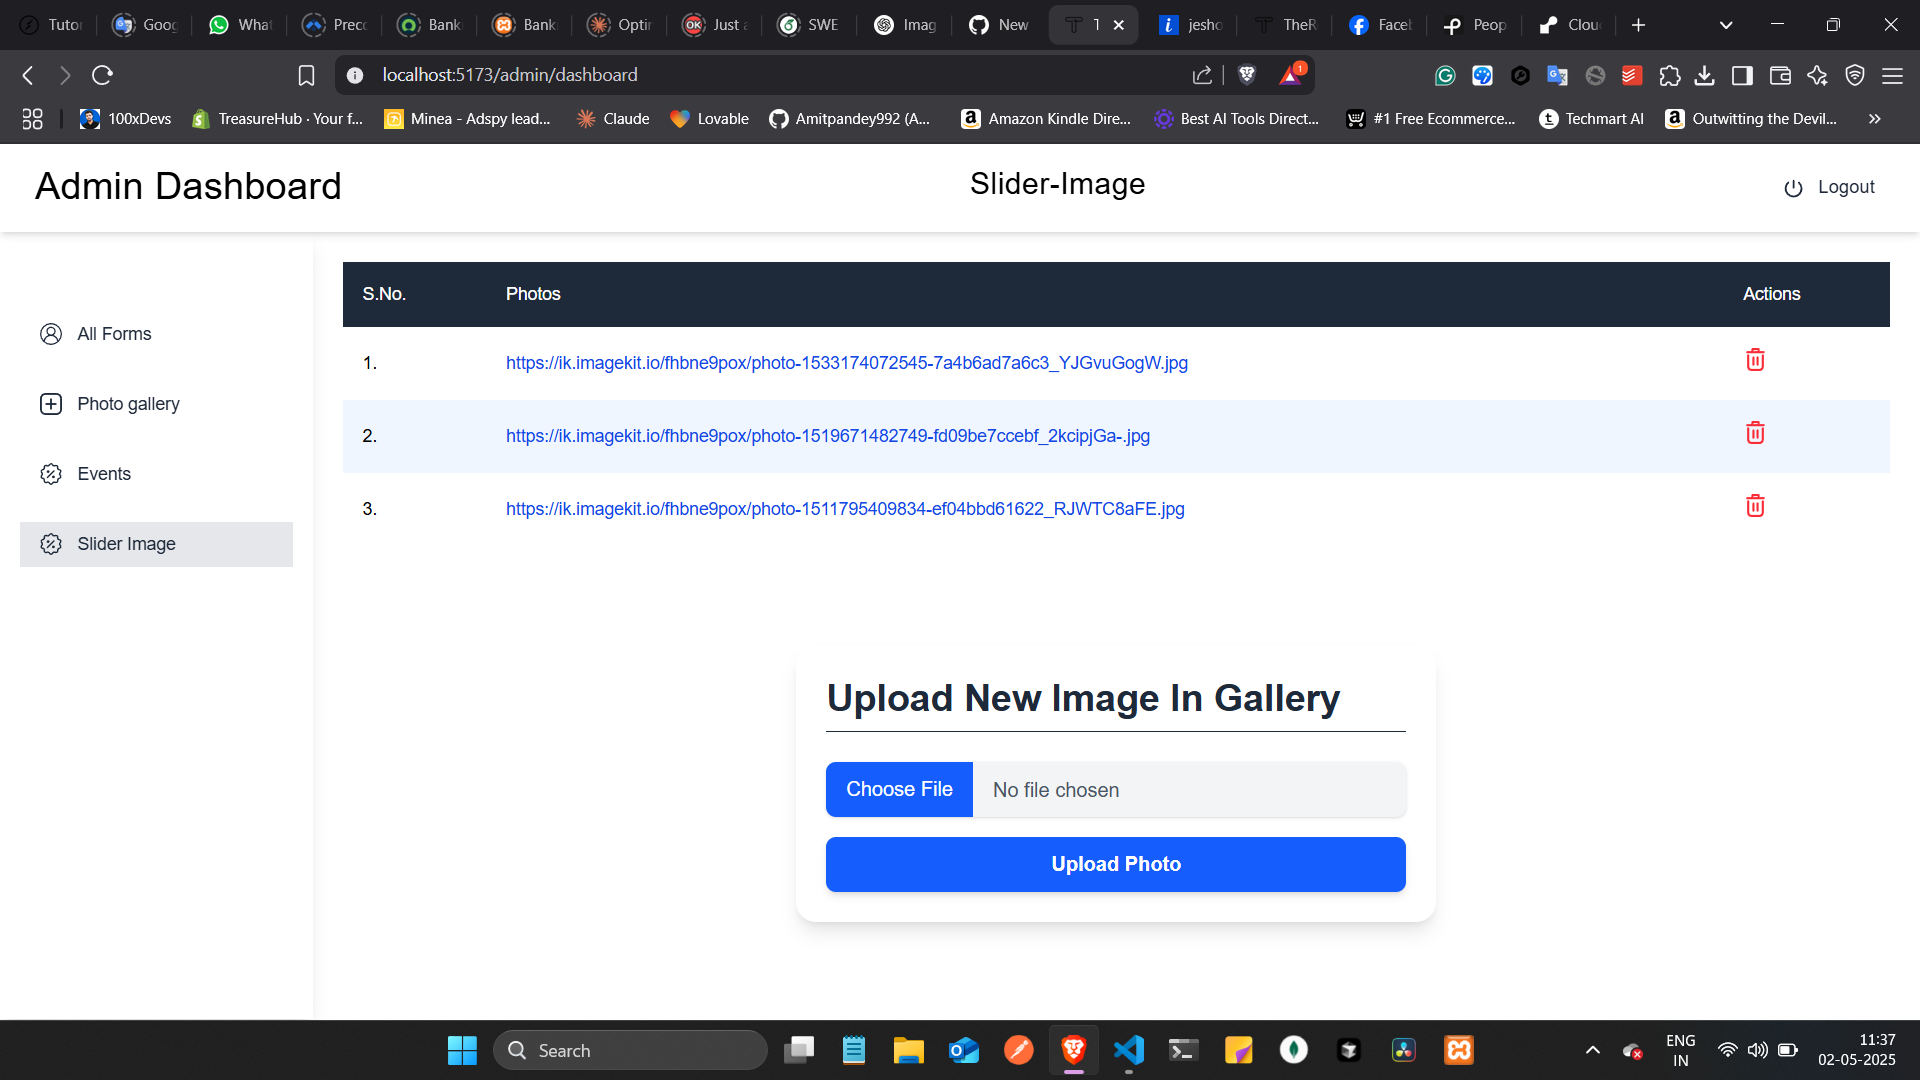 Tutor
Goog
What
Preco
Banki
Bank
Optin
Just a
SWE
Imag
New
T
jesho
TheR
Faceb
Peop
Clou
localhost:5173/admin/dashboard
1
100xDevs
TreasureHub · Your f...
Minea - Adspy lead...
Claude
Lovable
Amitpandey992 (A...
Amazon Kindle Dire...
Best AI Tools Direct...
#1 Free Ecommerce...
Techmart AI
Outwitting the Devil...
Admin Dashboard
Slider-Image
Logout
All Forms
Photo gallery
Events
Slider Image
S.No.
Photos
Actions
1.
https://ik.imagekit.io/fhbne9pox/photo-1533174072545-7a4b6ad7a6c3_YJGvuGogW.jpg
2.
https://ik.imagekit.io/fhbne9pox/photo-1519671482749-fd09be7ccebf_2kcipjGa-.jpg
3.
https://ik.imagekit.io/fhbne9pox/photo-1511795409834-ef04bbd61622_RJWTC8aFE.jpg
Upload New Image In Gallery
Choose File
No file chosen
Upload Photo
Search
ENG
IN
11:37
02-05-2025